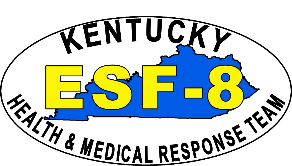 KENTUCKY
ESF-8
HEALTH & MEDICAL RESPONSE TEAM